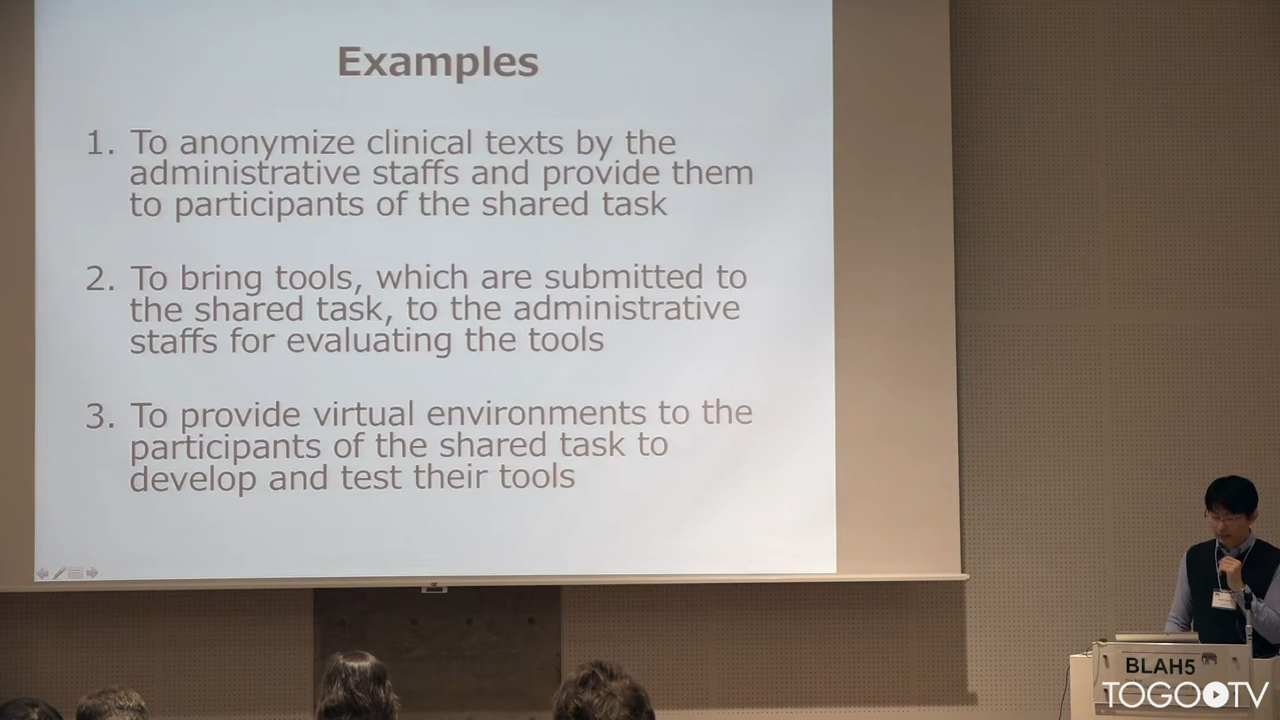 Examples
1. To anonymize clinical texts by the
administrative staffs and provide them
to participants of the shared task
2. To bring tools, which are submitted to
the shared task, to the administrative
staffs for evaluating the tools
3. To provide virtual environments to the
participants of the shared task to
develop and test their tools
BLAH5
TOGOTV